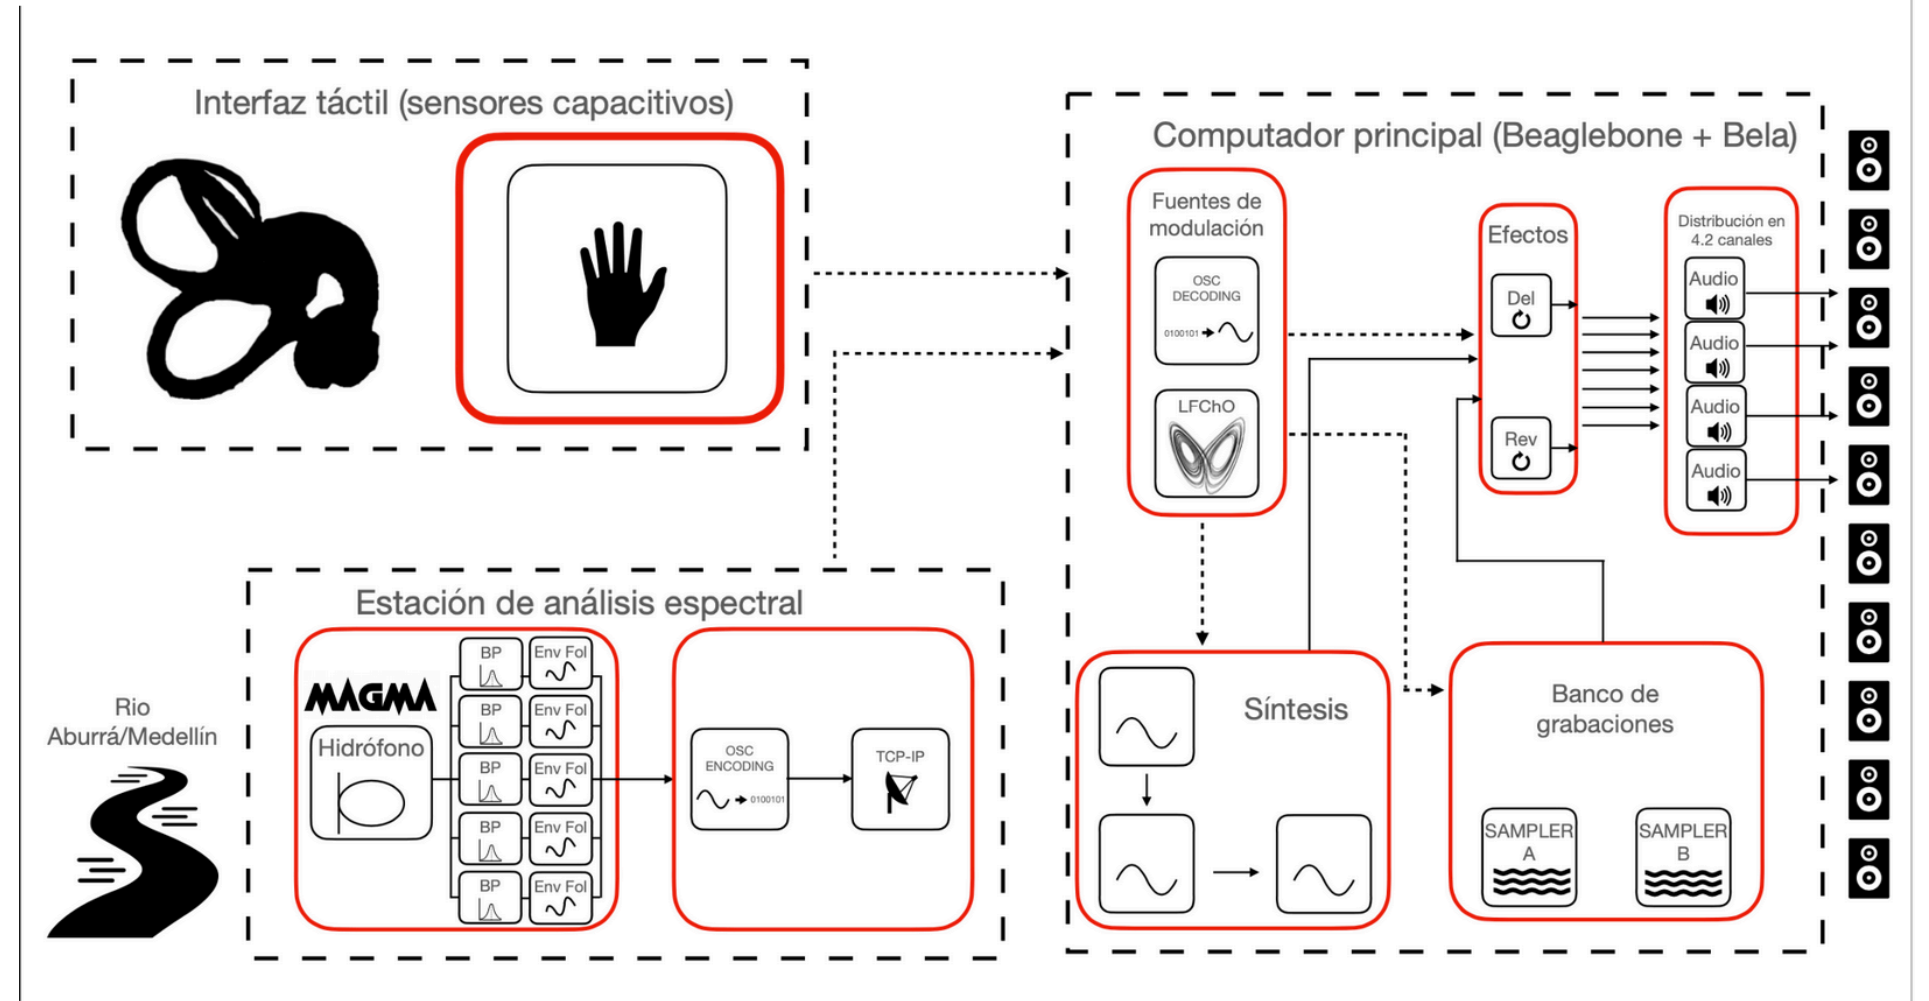 Interfaz táctil (sensores capacitivos)
Computador principal (Beaglebone + Bela)
Fuentes de
modulación
OSC
DECODING
0100101
LFChO
Efectos
Del
Rev
Distribución en
4.2 canales
Audio
Audio
Audio
Audio
Estación de análisis espectral
Rio
Aburrá/Medellín
MAGMA
Hidrófono
BP
Env Fol
BP
Env Fol
BP
Env Fol
BP
Env Fol
BP
Env Fol
OSC
ENCODING
0100101
TCP-IP
Síntesis
Banco de
grabaciones
SAMPLER
A
SAMPLER
B